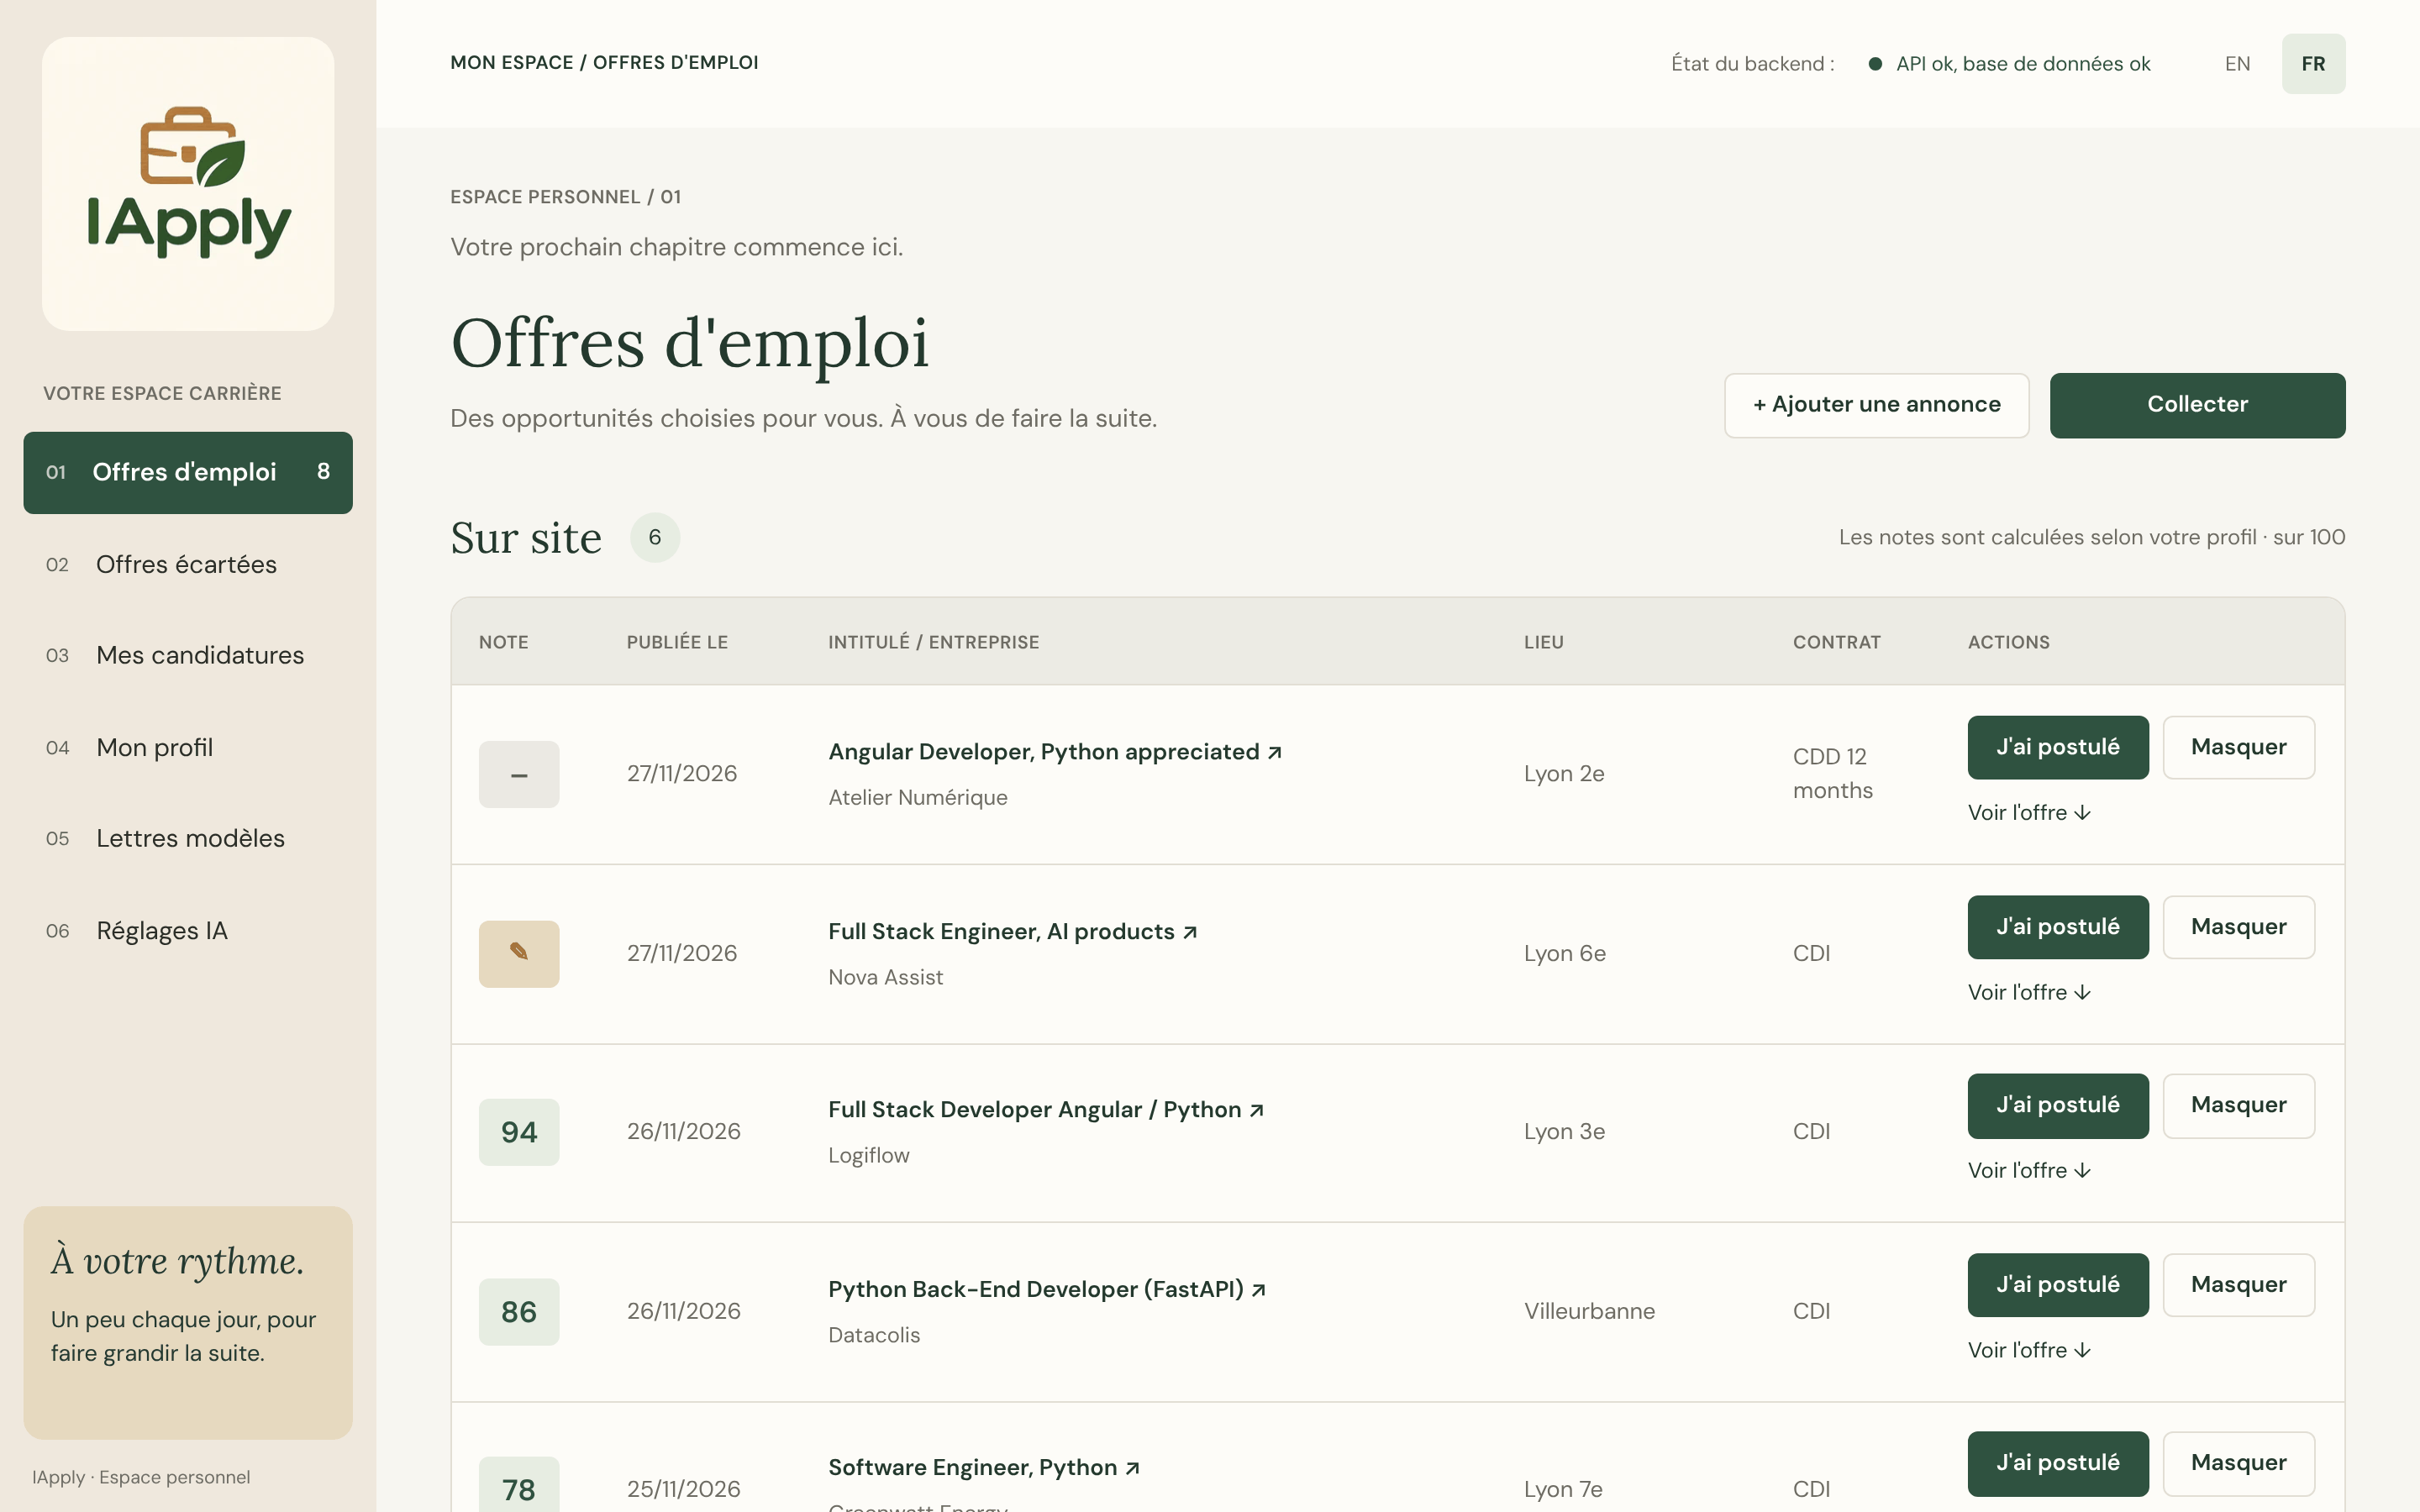 IApply
VOTRE ESPACE CARRIÈRE
01 Offres d'emploi 8
02 Offres écartées
03 Mes candidatures
04 Mon profil
05 Lettres modèles
06 Réglages IA
À votre rythme.
Un peu chaque jour, pour
faire grandir la suite.
IApply · Espace personnel
MON ESPACE / OFFRES D'EMPLOI
État du backend : ● API ok, base de données ok EN FR
ESPACE PERSONNEL / 01
Votre prochain chapitre commence ici.
Offres d'emploi
Des opportunités choisies pour vous. À vous de faire la suite.
+ Ajouter une annonce Collecter
Sur site 6
Les notes sont calculées selon votre profil · sur 100
NOTE PUBLIÉE LE INTITULÉ / ENTREPRISE LIEU CONTRAT ACTIONS
– 27/11/2026 Angular Developer, Python appreciated ↗
Atelier Numérique
Lyon 2e
CDD 12
months
J'ai postulé Masquer
Voir l'offre ↓
✎ 27/11/2026 Full Stack Engineer, AI products ↗
Nova Assist
Lyon 6e
CDI
J'ai postulé Masquer
Voir l'offre ↓
94 26/11/2026 Full Stack Developer Angular / Python ↗
Logiflow
Lyon 3e
CDI
J'ai postulé Masquer
Voir l'offre ↓
86 26/11/2026 Python Back-End Developer (FastAPI) ↗
Datacolis
Villeurbanne
CDI
J'ai postulé Masquer
Voir l'offre ↓
78 25/11/2026 Software Engineer, Python ↗
Lyon 7e
CDI
J'ai postulé Masquer